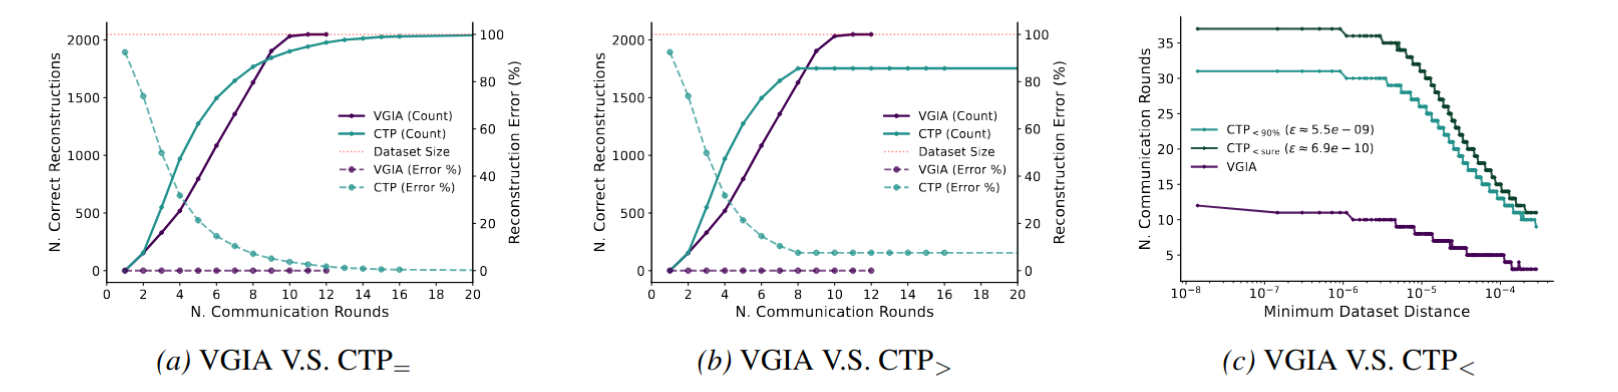 2000
1500
1000
500
0
N. Correct Reconstructions
100
80
60
40
20
0
Reconstruction Error (%)
VGIA (Count)
CTP (Count)
Dataset Size
VGIA (Error %)
CTP (Error %)
0 2 4 6 8 10 12 14 16 18 20
N. Communication Rounds
(a) VGIA V.S. CTP=
2000
1500
1000
500
0
N. Correct Reconstructions
100
80
60
40
20
0
Reconstruction Error (%)
VGIA (Count)
CTP (Count)
Dataset Size
VGIA (Error %)
CTP (Error %)
0 2 4 6 8 10 12 14 16 18 20
N. Communication Rounds
(b) VGIA V.S. CTP>
35
30
25
20
15
10
5
N. Communication Rounds
CTP<90% (ε ≈ 5.5e − 09)
CTP<sure (ε ≈ 6.9e − 10)
VGIA
10⁻⁸ 10⁻⁷ 10⁻⁶ 10⁻⁵ 10⁻⁴
Minimum Dataset Distance
(c) VGIA V.S. CTP<